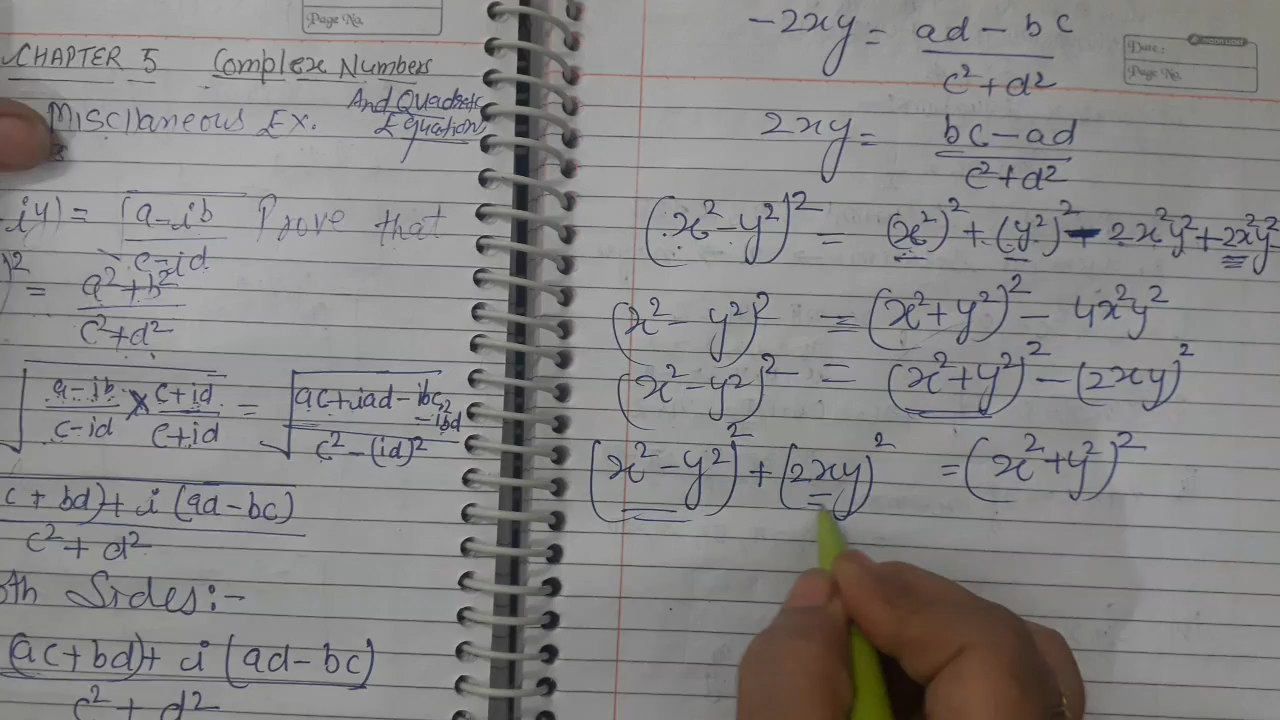 Page No.
CHAPTER 5 Complex Numbers
And Quadratic
Equations
Miscllaneous Ex.
iy) = √(a-ib / c-id) Prove that
)² = a²+b² / c²+d²
√(a-ib / c-id × c+id / c+id) = √(ac+iad-ibc-i²bd / c²-(id)²)
c+bd)+i(ad-bc) / c²+d²
oth Sides:-
(ac+bd)+i(ad-bc) / c²+d²
Date:
Page No.
-2xy = ad-bc / c²+d²
2xy = bc-ad / c²+d²
(x²-y²)² = (x²)²+(y²)²-2x²y²+2x²y²
(x²-y²)² = (x²+y²)²-4x²y²
(x²-y²)² = (x²+y²)²-(2xy)²
(x²-y²)²+(2xy)² = (x²+y²)²